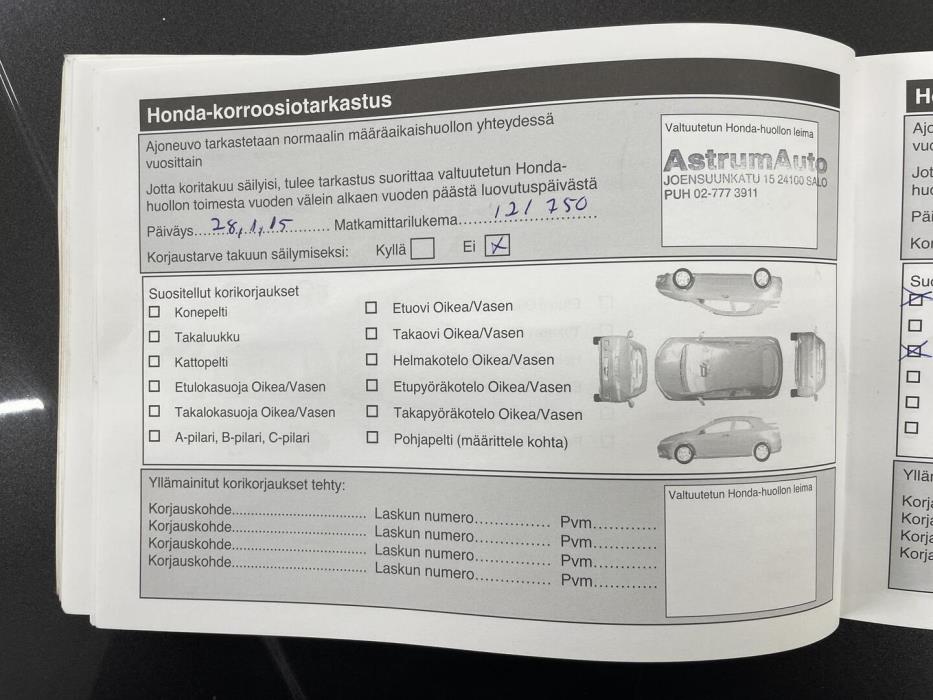 Honda-korroosiotarkastus
Ajoneuvo tarkastetaan normaalin määräaikaishuollon yhteydessä
vuosittain
Jotta koritakuu säilyisi, tulee tarkastus suorittaa valtuutetun Honda-
huollon toimesta vuoden välein alkaen vuoden päästä luovutuspäivästä
Päiväys....28,1,15.......... Matkamittarilukema.......121 750
Korjaustarve takuun säilymiseksi: Kyllä Ei x
Valtuutetun Honda-huollon leima
AstrumAuto
JOENSUUNKATU 15 24100 SALO
PUH 02-777 3911
Suositellut korikorjaukset
Konepelti
Takaluukku
Kattopelti
Etulokasuoja Oikea/Vasen
Takalokasuoja Oikea/Vasen
A-pilari, B-pilari, C-pilari
Etuovi Oikea/Vasen
Takaovi Oikea/Vasen
Helmakotelo Oikea/Vasen
Etupyöräkotelo Oikea/Vasen
Takapyöräkotelo Oikea/Vasen
Pohjapelti (määrittele kohta)
Yllämainitut korikorjaukset tehty:
Korjauskohde.............................. Laskun numero................. Pvm..............
Korjauskohde.............................. Laskun numero................. Pvm..............
Korjauskohde.............................. Laskun numero................. Pvm..............
Korjauskohde.............................. Laskun numero................. Pvm..............
Valtuutetun Honda-huollon leima